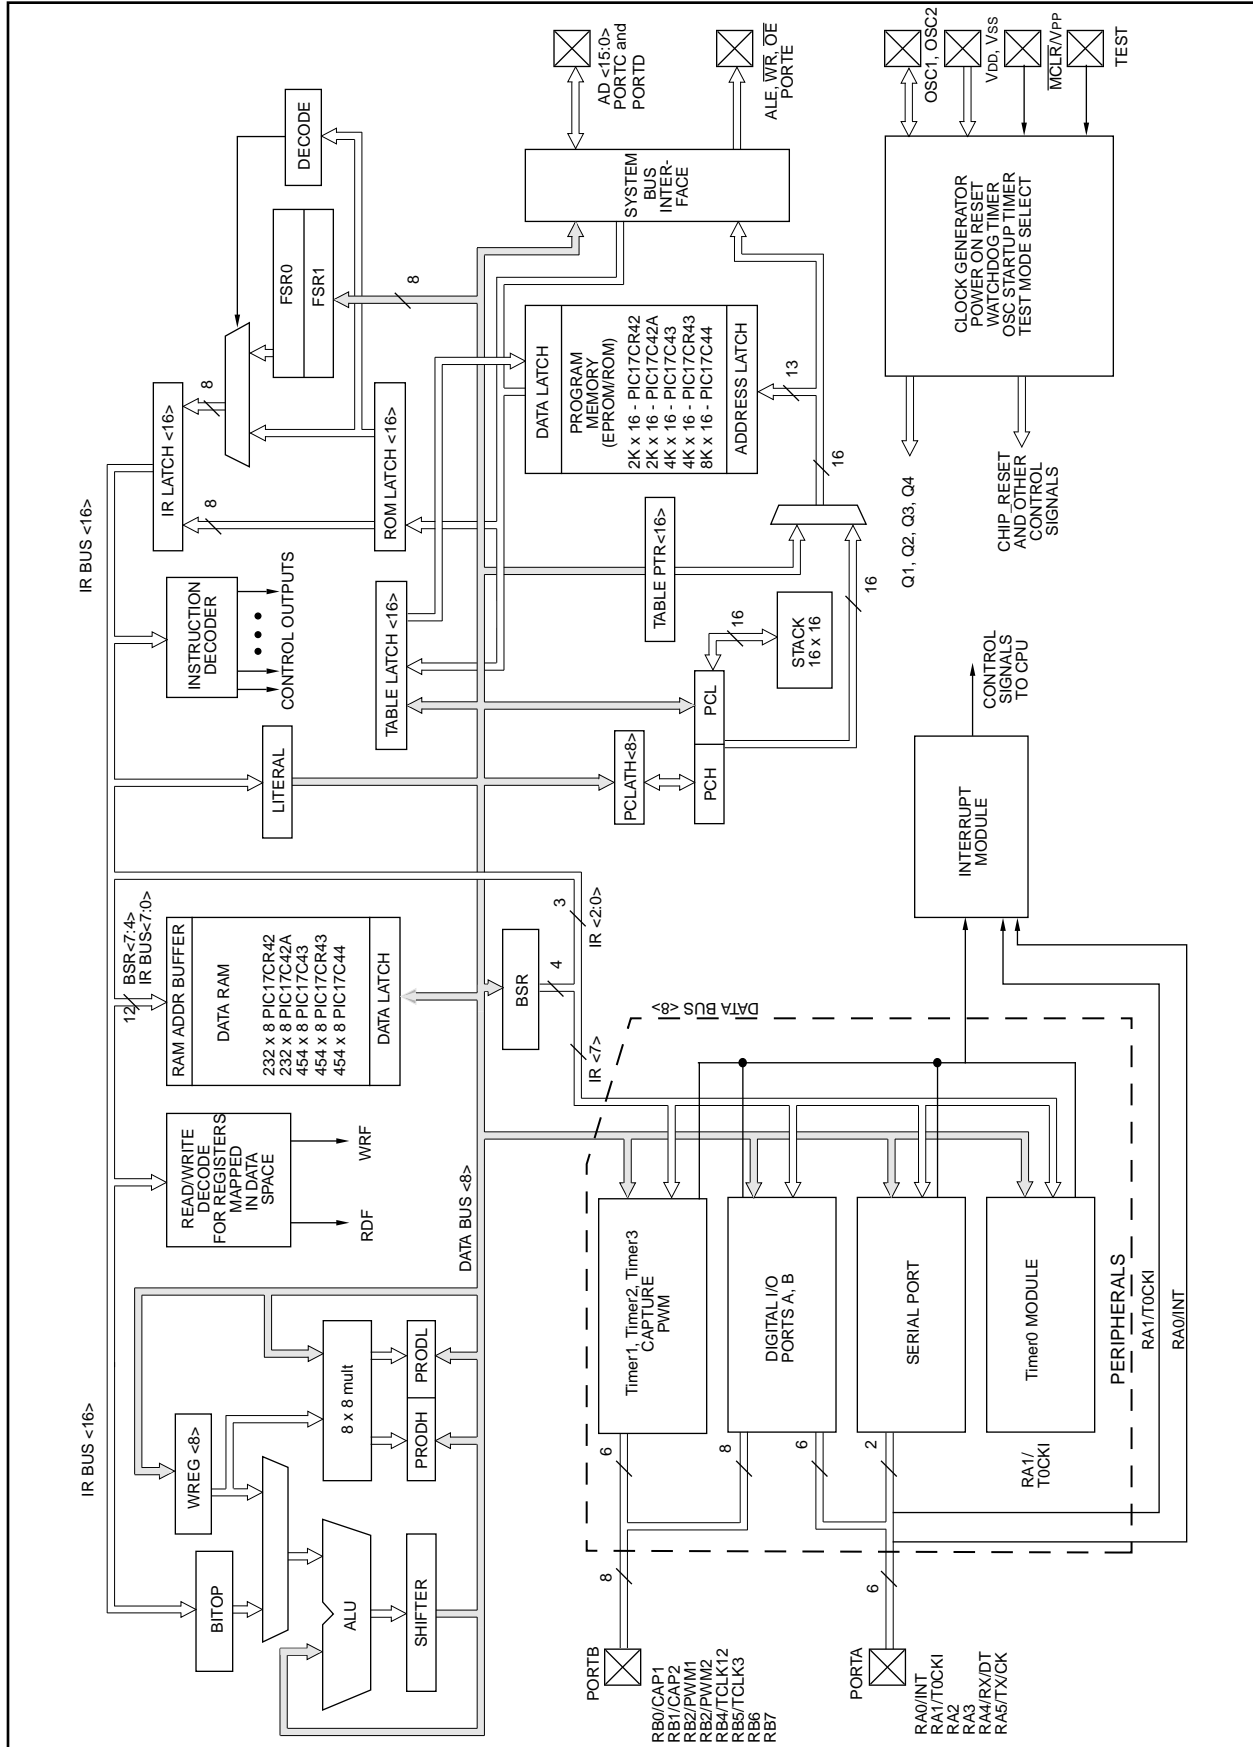 IR BUS <16>
BITOP
WREG <8>
ALU
SHIFTER
8 x 8 mult
PRODH
PRODL
READ/WRITE
DECODE
FOR REGISTERS
MAPPED
IN DATA
SPACE
RDF
WRF
12
BSR<7:4>
IR BUS<7:0>
RAM ADDR BUFFER
DATA RAM
232 x 8 PIC17CR42
232 x 8 PIC17C42A
454 x 8 PIC17C43
454 x 8 PIC17CR43
454 x 8 PIC17C44
DATA LATCH
DATA BUS <8>
BSR
4
3
IR <7>
IR <2:0>
LITERAL
INSTRUCTION
DECODER
CONTROL OUTPUTS
IR BUS <16>
IR LATCH <16>
8
8
ROM LATCH <16>
FSR0
FSR1
DECODE
8
TABLE LATCH <16>
PCLATH<8>
PCH
PCL
16
STACK
16 x 16
TABLE PTR<16>
16
16
13
DATA LATCH
PROGRAM
MEMORY
(EPROM/ROM)
2K x 16 - PIC17CR42
2K x 16 - PIC17C42A
4K x 16 - PIC17C43
4K x 16 - PIC17CR43
8K x 16 - PIC17C44
ADDRESS LATCH
SYSTEM
BUS
INTER-
FACE
AD <15:0>
PORTC and
PORTD
ALE, WR, OE
PORTE
PORTB
RB0/CAP1
RB1/CAP2
RB2/PWM1
RB2/PWM2
RB4/TCLK12
RB5/TCLK3
RB6
RB7
8
6
8
Timer1, Timer2, Timer3
CAPTURE
PWM
DIGITAL I/O
PORTS A, B
DATA BUS <8>
PORTA
RA0/INT
RA1/T0CKI
RA2
RA3
RA4/RX/DT
RA5/TX/CK
6
6
2
SERIAL PORT
RA1/
T0CKI
Timer0 MODULE
PERIPHERALS
RA1/T0CKI
RA0/INT
INTERRUPT
MODULE
CONTROL
SIGNALS
TO CPU
Q1, Q2, Q3, Q4
CHIP_RESET
AND OTHER
CONTROL
SIGNALS
CLOCK GENERATOR
POWER ON RESET
WATCHDOG TIMER
OSC STARTUP TIMER
TEST MODE SELECT
OSC1, OSC2
VDD, VSS
MCLR/VPP
TEST